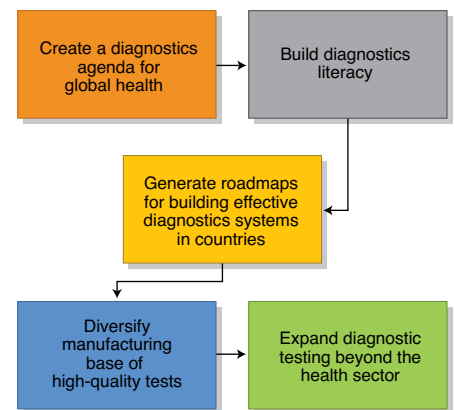 Create a diagnostics
agenda for
global health
Build diagnostics
literacy
Generate roadmaps
for building effective
diagnostics systems
in countries
Diversify
manufacturing
base of
high-quality tests
Expand diagnostic
testing beyond the
health sector